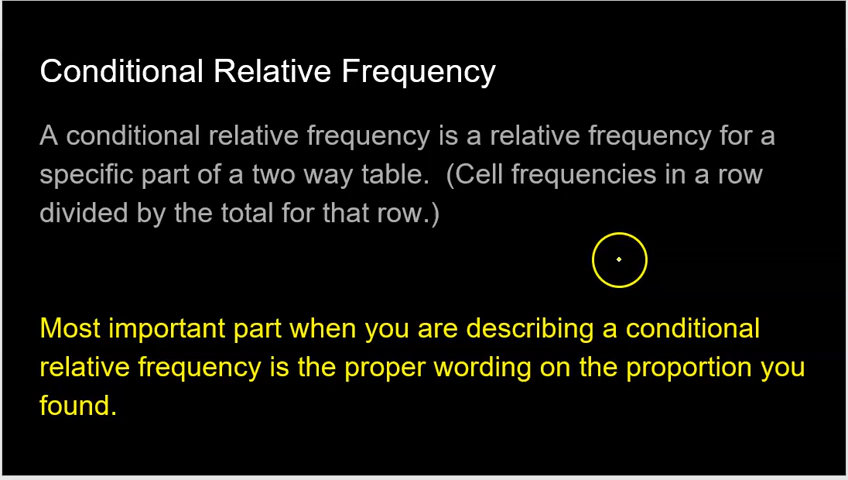 Conditional Relative Frequency
A conditional relative frequency is a relative frequency for a
specific part of a two way table.  (Cell frequencies in a row
divided by the total for that row.)
Most important part when you are describing a conditional
relative frequency is the proper wording on the proportion you
found.